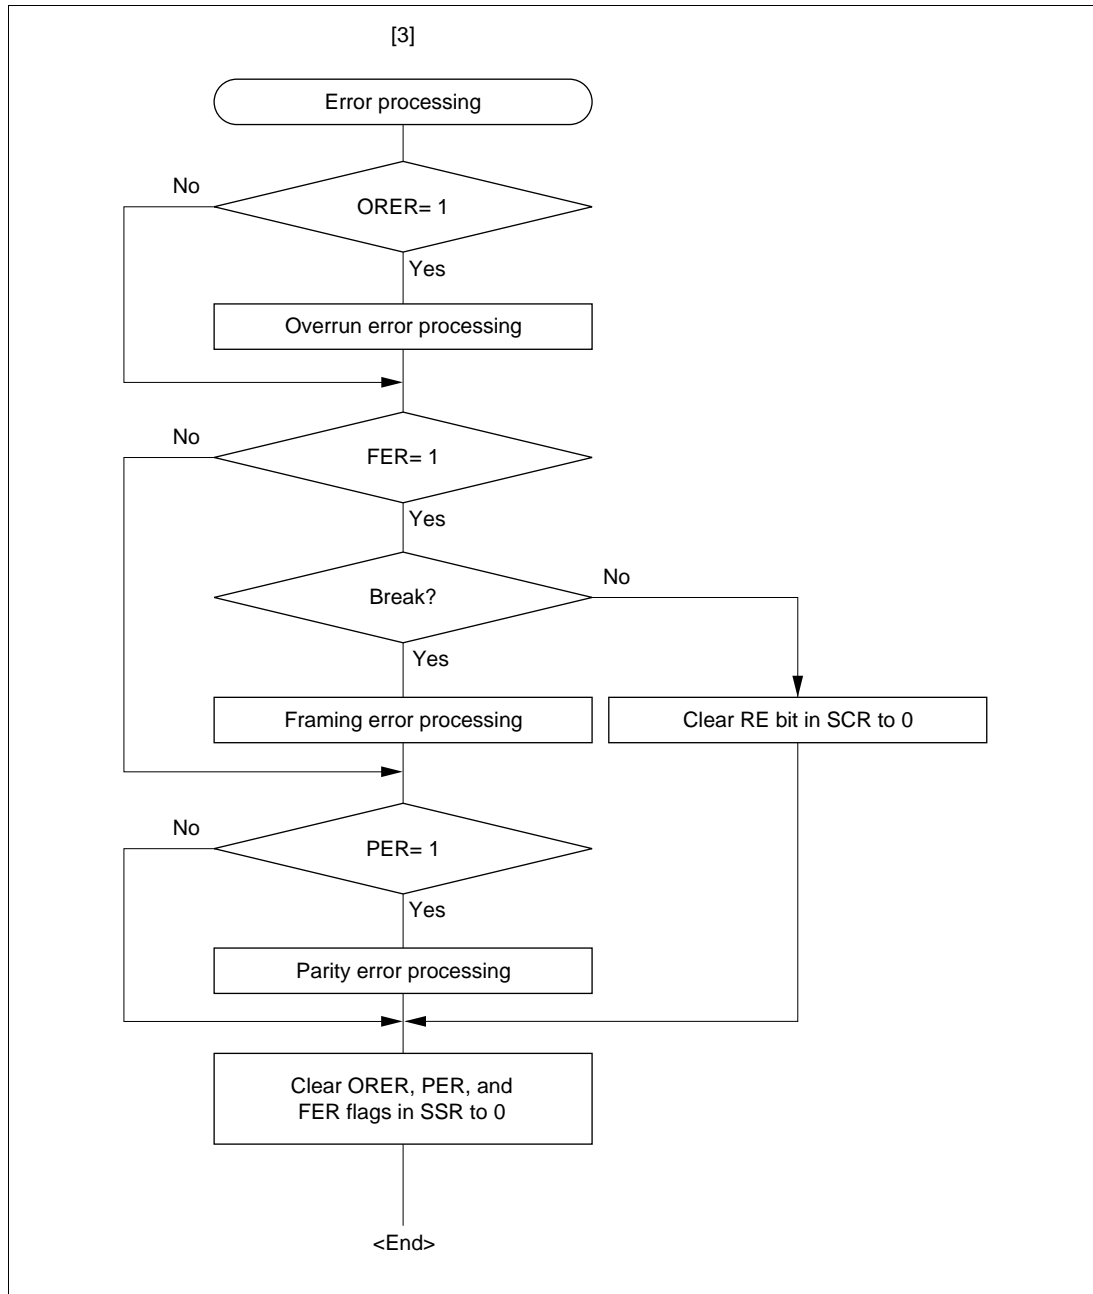 [3]
Error processing
No
ORER= 1
Yes
Overrun error processing
No
FER= 1
Yes
No
Break?
Yes
Framing error processing
Clear RE bit in SCR to 0
No
PER= 1
Yes
Parity error processing
Clear ORER, PER, and
FER flags in SSR to 0
<End>